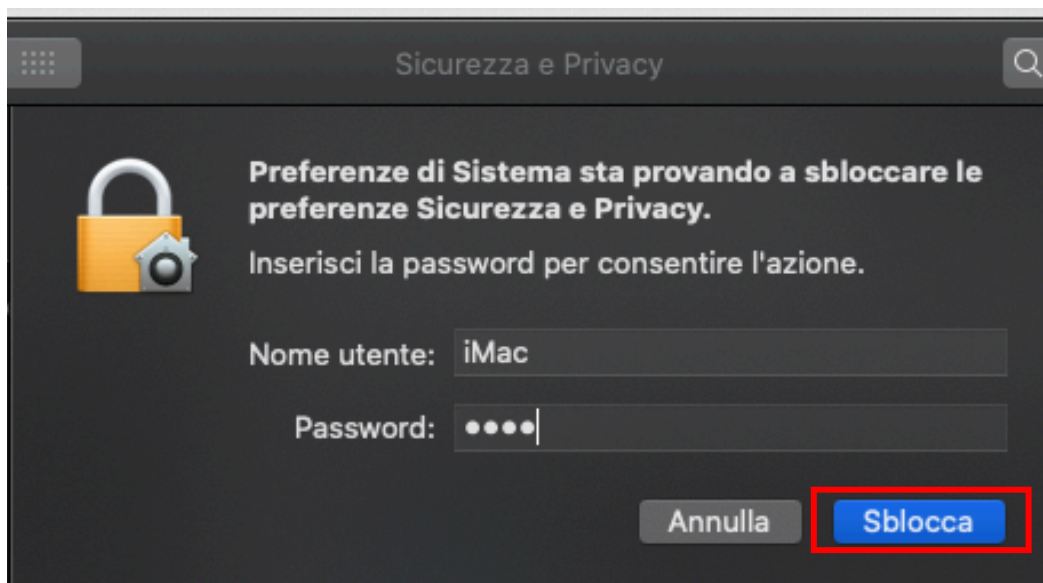 Sicurezza e Privacy
Preferenze di Sistema sta provando a sbloccare le
preferenze Sicurezza e Privacy.
Inserisci la password per consentire l'azione.
Nome utente: iMac
Password: ••••
Annulla Sblocca